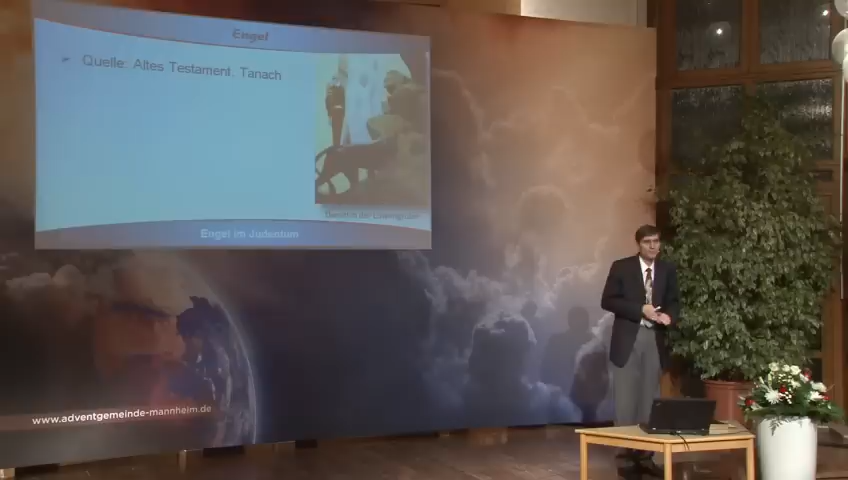 Engel
Quelle: Altes Testament. Tanach
Engel im Judentum
www.adventgemeinde-mannheim.de